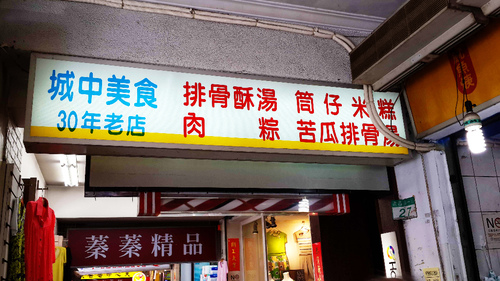 城中美食
30年老店
排骨酥湯 筒仔米糕
肉 粽 苦瓜排骨湯
蓁蓁精品
27